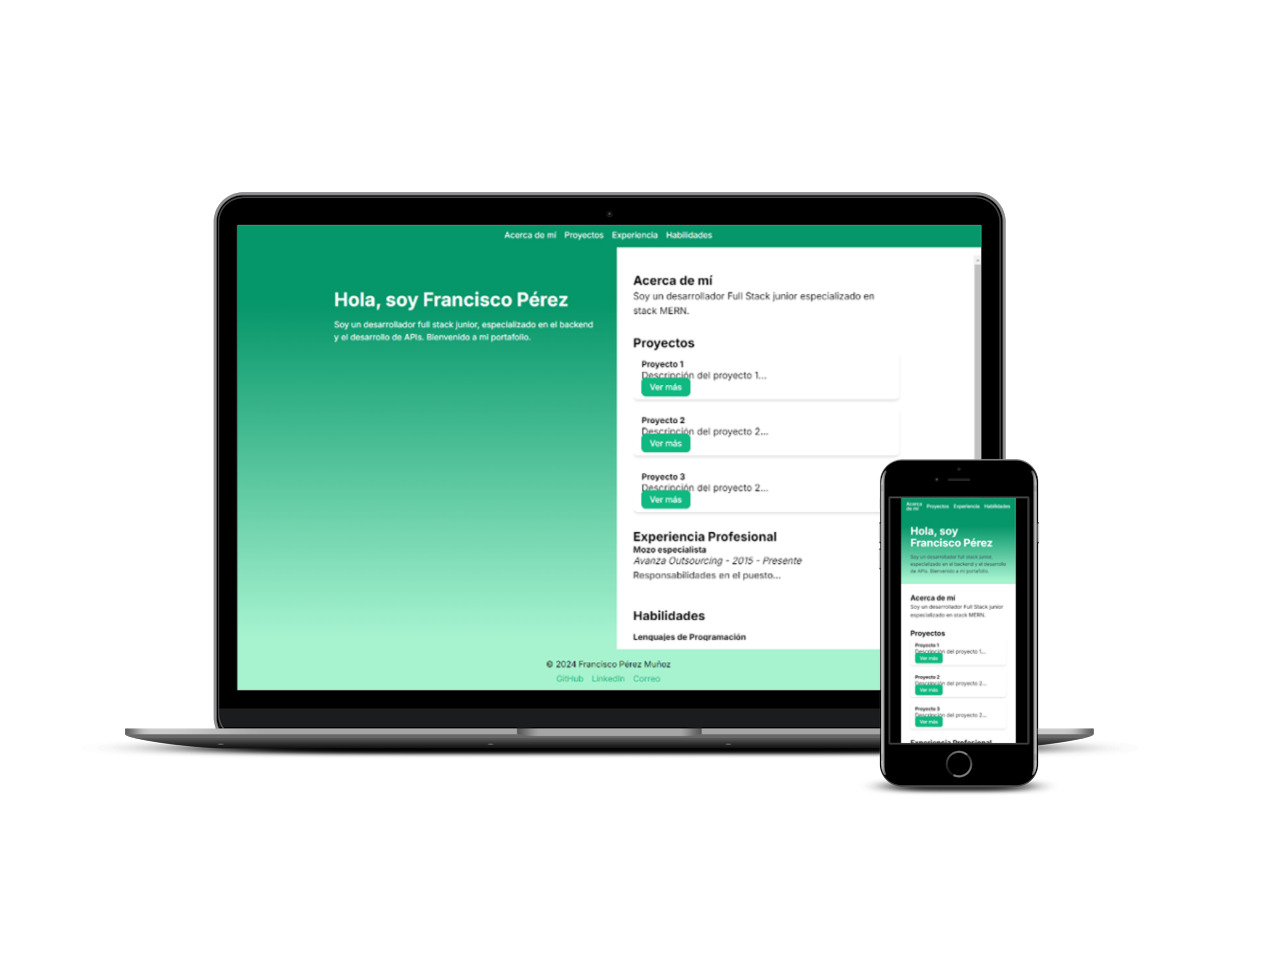 Acerca de mí Proyectos Experiencia Habilidades
Hola, soy Francisco Pérez
Soy un desarrollador full stack junior, especializado en el backend
y el desarrollo de APIs. Bienvenido a mi portafolio.
Acerca de mí
Soy un desarrollador Full Stack junior especializado en
stack MERN.
Proyectos
Proyecto 1
Descripción del proyecto 1...
Ver más
Proyecto 2
Descripción del proyecto 2...
Ver más
Proyecto 3
Descripción del proyecto 2...
Ver más
Experiencia Profesional
Mozo especialista
Avanza Outsourcing - 2015 - Presente
Responsabilidades en el puesto...
Habilidades
Lenguajes de Programación
© 2024 Francisco Pérez Muñoz
GitHub LinkedIn Correo
Acerca
de mí Proyectos Experiencia Habilidades
Hola, soy
Francisco Pérez
Soy un desarrollador full stack junior,
especializado en el backend y el desarrollo
de APIs. Bienvenido a mi portafolio.
Acerca de mí
Soy un desarrollador Full Stack junior
especializado en stack MERN.
Proyectos
Proyecto 1
Descripción del proyecto 1...
Ver más
Proyecto 2
Descripción del proyecto 2...
Ver más
Proyecto 3
Descripción del proyecto 2...
Ver más
Experiencia Profesional